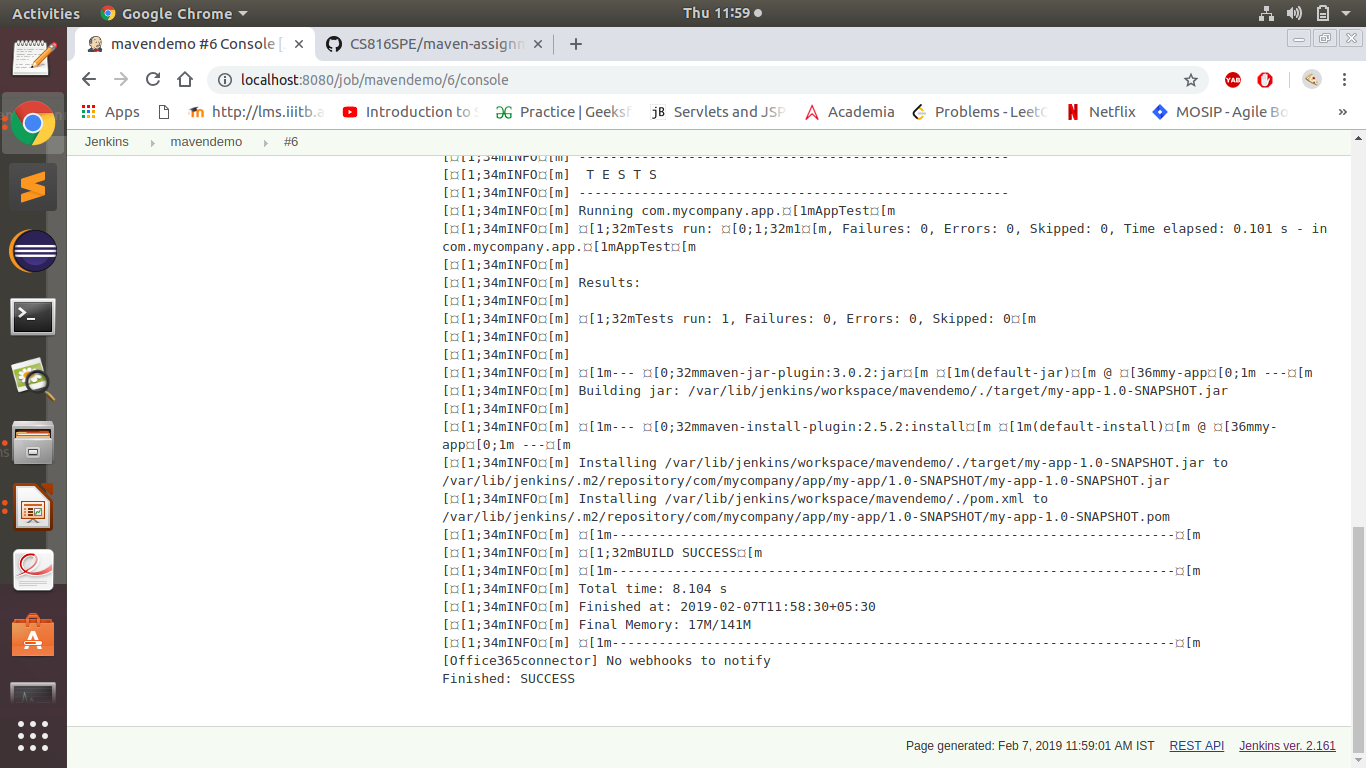 Activities Google Chrome Thu 11:59
mavendemo #6 Console [ CS816SPE/maven-assignm
localhost:8080/job/mavendemo/6/console YAB
Apps http://lms.iiitb.a Introduction to S Practice | Geeksf Servlets and JSP Academia Problems - LeetC Netflix MOSIP - Agile Bo »
Jenkins mavendemo #6
[¤[1;34mINFO¤[m] -------------------------------------------------------
[¤[1;34mINFO¤[m]  T E S T S
[¤[1;34mINFO¤[m] -------------------------------------------------------
[¤[1;34mINFO¤[m] Running com.mycompany.app.¤[1mAppTest¤[m
[¤[1;34mINFO¤[m] ¤[1;32mTests run: ¤[0;1;32m1¤[m, Failures: 0, Errors: 0, Skipped: 0, Time elapsed: 0.101 s - in
com.mycompany.app.¤[1mAppTest¤[m
[¤[1;34mINFO¤[m]
[¤[1;34mINFO¤[m] Results:
[¤[1;34mINFO¤[m]
[¤[1;34mINFO¤[m] ¤[1;32mTests run: 1, Failures: 0, Errors: 0, Skipped: 0¤[m
[¤[1;34mINFO¤[m]
[¤[1;34mINFO¤[m]
[¤[1;34mINFO¤[m] ¤[1m--- ¤[0;32mmaven-jar-plugin:3.0.2:jar¤[m ¤[1m(default-jar)¤[m @ ¤[36mmy-app¤[0;1m ---¤[m
[¤[1;34mINFO¤[m] Building jar: /var/lib/jenkins/workspace/mavendemo/./target/my-app-1.0-SNAPSHOT.jar
[¤[1;34mINFO¤[m]
[¤[1;34mINFO¤[m] ¤[1m--- ¤[0;32mmaven-install-plugin:2.5.2:install¤[m ¤[1m(default-install)¤[m @ ¤[36mmy-
app¤[0;1m ---¤[m
[¤[1;34mINFO¤[m] Installing /var/lib/jenkins/workspace/mavendemo/./target/my-app-1.0-SNAPSHOT.jar to
/var/lib/jenkins/.m2/repository/com/mycompany/app/my-app/1.0-SNAPSHOT/my-app-1.0-SNAPSHOT.jar
[¤[1;34mINFO¤[m] Installing /var/lib/jenkins/workspace/mavendemo/./pom.xml to
/var/lib/jenkins/.m2/repository/com/mycompany/app/my-app/1.0-SNAPSHOT/my-app-1.0-SNAPSHOT.pom
[¤[1;34mINFO¤[m] ¤[1m------------------------------------------------------------------------¤[m
[¤[1;34mINFO¤[m] ¤[1;32mBUILD SUCCESS¤[m
[¤[1;34mINFO¤[m] ¤[1m------------------------------------------------------------------------¤[m
[¤[1;34mINFO¤[m] Total time: 8.104 s
[¤[1;34mINFO¤[m] Finished at: 2019-02-07T11:58:30+05:30
[¤[1;34mINFO¤[m] Final Memory: 17M/141M
[¤[1;34mINFO¤[m] ¤[1m------------------------------------------------------------------------¤[m
[Office365connector] No webhooks to notify
Finished: SUCCESS
Page generated: Feb 7, 2019 11:59:01 AM IST REST API Jenkins ver. 2.161